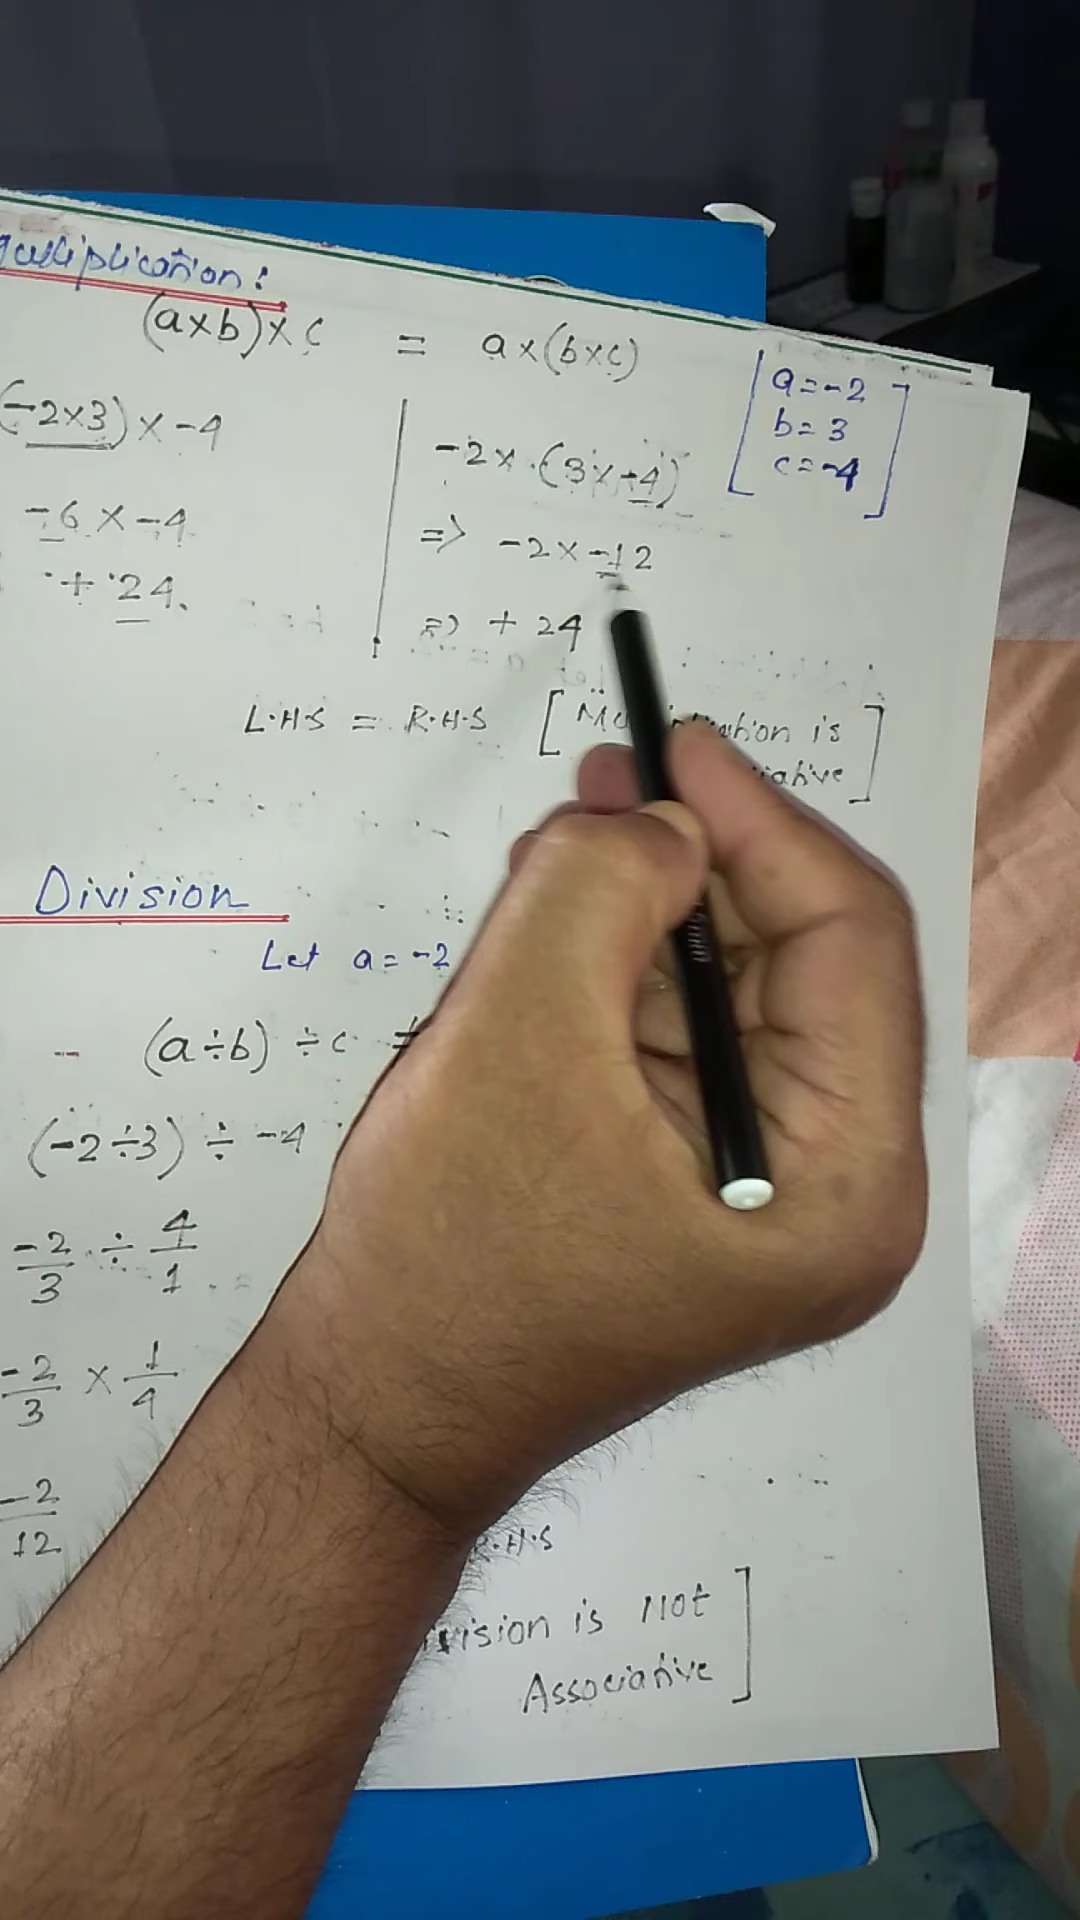 (a×b)×c = a×(b×c)
[a=-2
b=3
c=-4]
(-2×3)×-4
-6×-4
+24.
-2×(3×-4)
=> -2×-12
=> +24
L.H.S = R.H.S [ is
]
Division
Let a=-2
(a÷b)÷c ≠
(-2÷3)÷-4
-2/3 ÷ 4/1
-2/3 × 1/4
-2/12
R.H.S
is not
Associative]